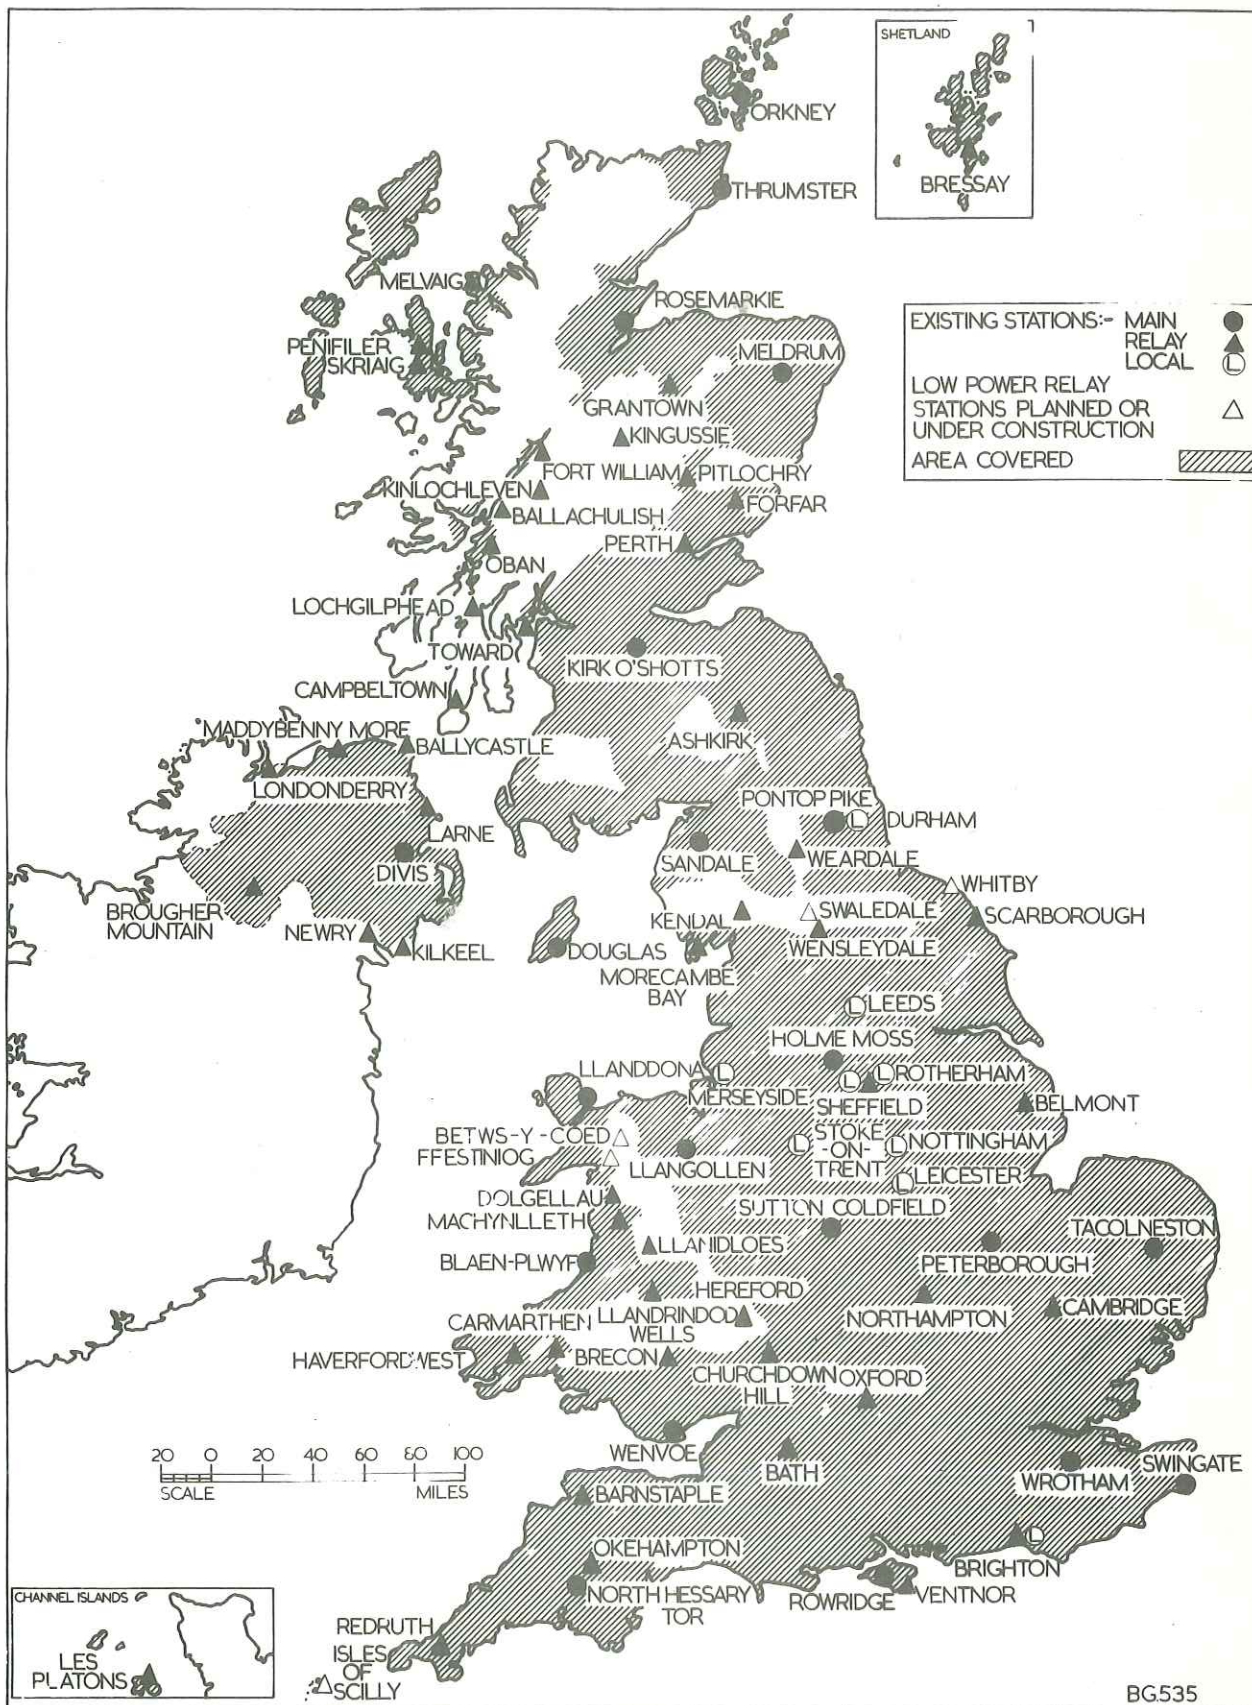 SHETLAND
ORKNEY
BRESSAY
THRUMSTER
MELVAIG
ROSEMARKIE
EXISTING STATIONS:- MAIN
RELAY
LOCAL L
LOW POWER RELAY
STATIONS PLANNED OR
UNDER CONSTRUCTION
AREA COVERED
PENIFILER
SKRIAIG
MELDRUM
GRANTOWN
KINGUSSIE
FORT WILLIAM
PITLOCHRY
KINLOCHLEVEN
FORFAR
BALLACHULISH
PERTH
OBAN
LOCHGILPHEAD
TOWARD
KIRK O'SHOTTS
CAMPBELTOWN
ASHKIRK
MADDYBENNY MORE
BALLYCASTLE
LONDONDERRY
PONTOP PIKE
L DURHAM
LARNE
SANDALE
WEARDALE
DIVIS
WHITBY
BROUGHER
MOUNTAIN
NEWRY
KILKEEL
DOUGLAS
KENDAL
SWALEDALE
SCARBOROUGH
WENSLEYDALE
MORECAMBE
BAY
L LEEDS
HOLME MOSS
LLANDDONA
L
MERSEYSIDE
L
L ROTHERHAM
SHEFFIELD
BELMONT
BETWS-Y-COED
FFESTINIOG
LLANGOLLEN
L STOKE
-ON-
TRENT
L NOTTINGHAM
L LEICESTER
DOLGELLAU
MACHYNLLETH
SUTTON COLDFIELD
TACOLNESTON
LLANIDLOES
BLAEN-PLWYF
PETERBOROUGH
HEREFORD
LLANDRINDOD
WELLS
NORTHAMPTON
CAMBRIDGE
CARMARTHEN
HAVERFORDWEST
BRECON
CHURCHDOWN
HILL
OXFORD
WENVOE
BATH
20 0 20 40 60 80 100
SCALE MILES
WROTHAM
SWINGATE
BARNSTAPLE
OKEHAMPTON
L
BRIGHTON
NORTH HESSARY
TOR
ROWRIDGE
VENTNOR
CHANNEL ISLANDS
LES
PLATONS
REDRUTH
ISLES
OF
SCILLY
BG535